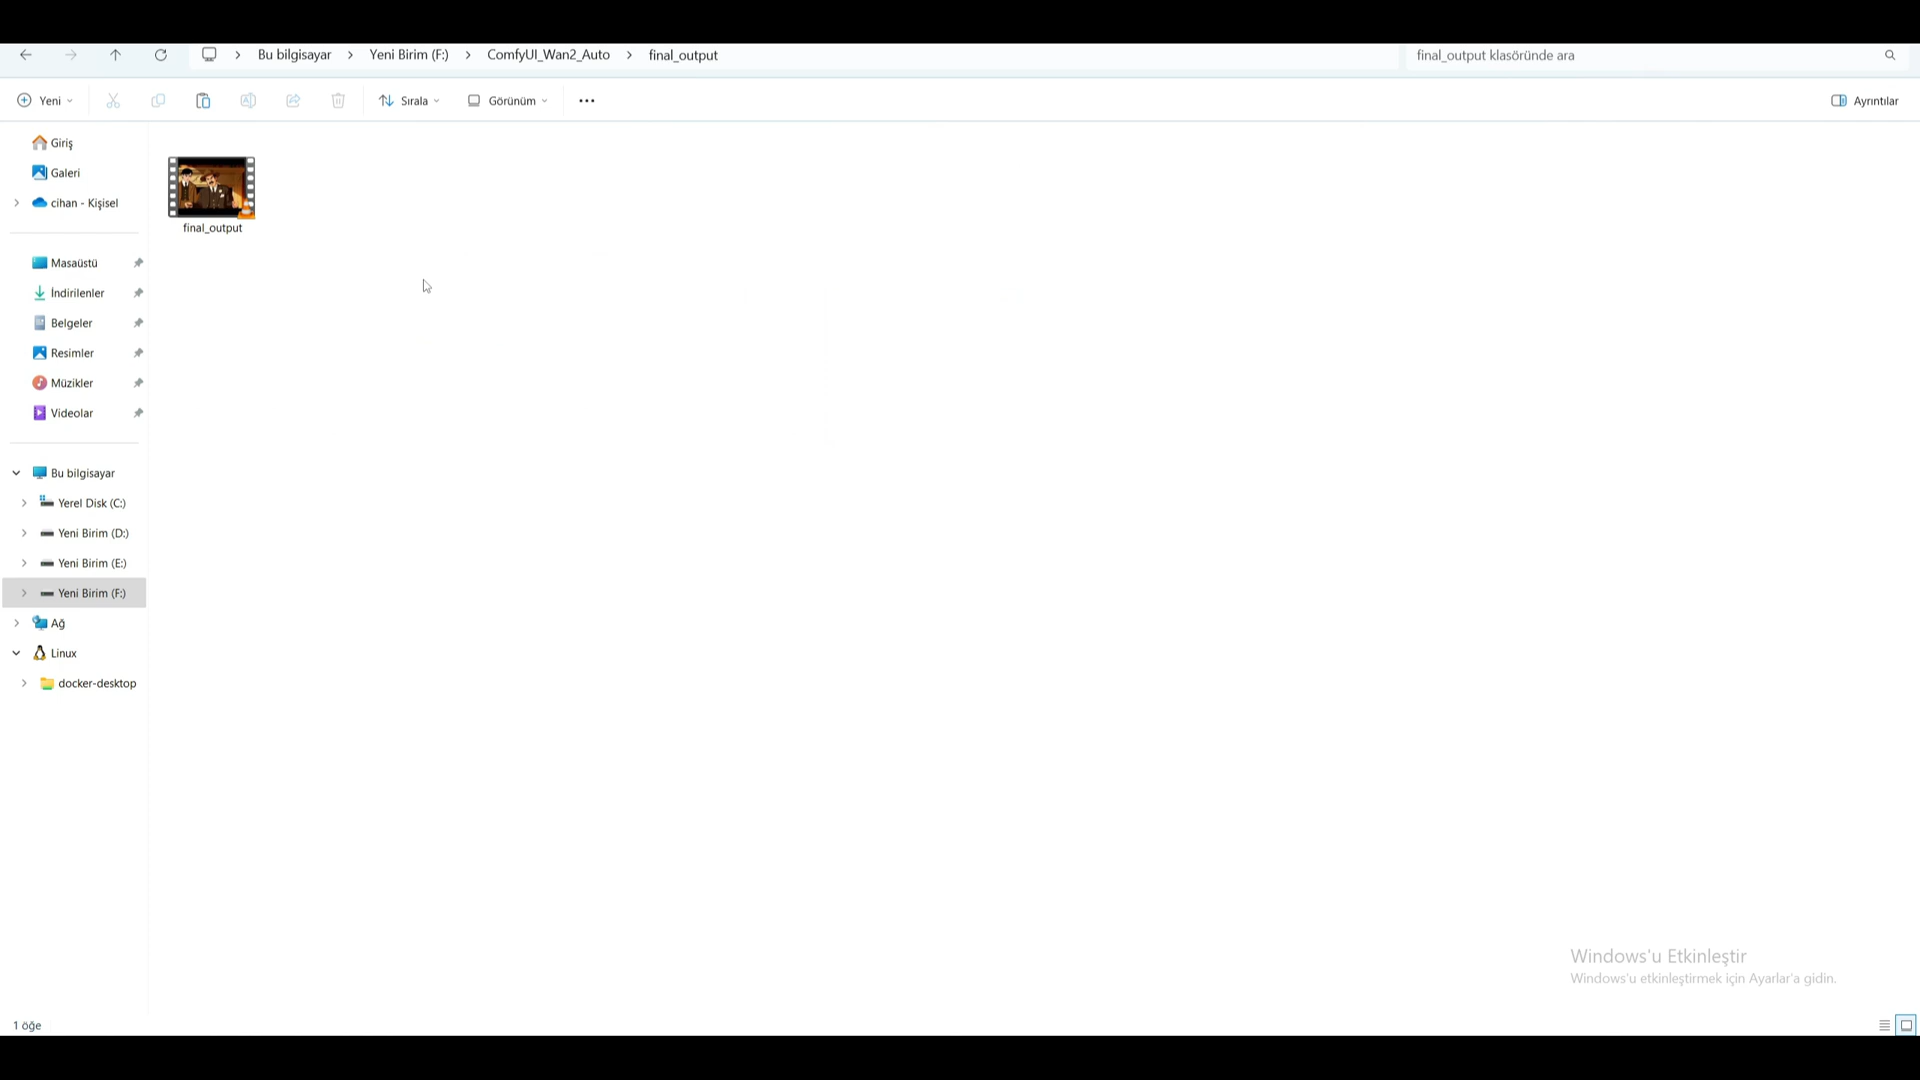 Bu bilgisayar > Yeni Birim (F:) > ComfyUI_Wan2_Auto > final_output
final_output klasöründe ara
Yeni
Sırala
Görünüm
Ayrıntılar
Giriş
Galeri
cihan - Kişisel
Masaüstü
İndirilenler
Belgeler
Resimler
Müzikler
Videolar
Bu bilgisayar
Yerel Disk (C:)
Yeni Birim (D:)
Yeni Birim (E:)
Yeni Birim (F:)
Ağ
Linux
docker-desktop
final_output
Windows'u Etkinleştir
Windows'u etkinleştirmek için Ayarlar'a gidin.
1 öğe